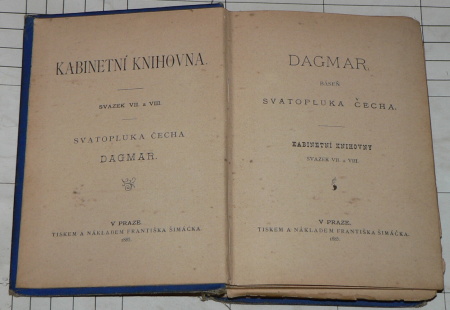 KABINETNÍ KNIHOVNA.
SVAZEK VII. a VIII.
SVATOPLUKA ČECHA
DAGMAR.
V PRAZE.
TISKEM A NÁKLADEM FRANTIŠKA ŠIMÁČKA.
DAGMAR.
BÁSEŇ
SVATOPLUKA ČECHA.
KABINETNÍ KNIHOVNY
SVAZEK VII. a VIII.
V PRAZE.
TISKEM A NÁKLADEM FRANTIŠKA ŠIMÁČKA.